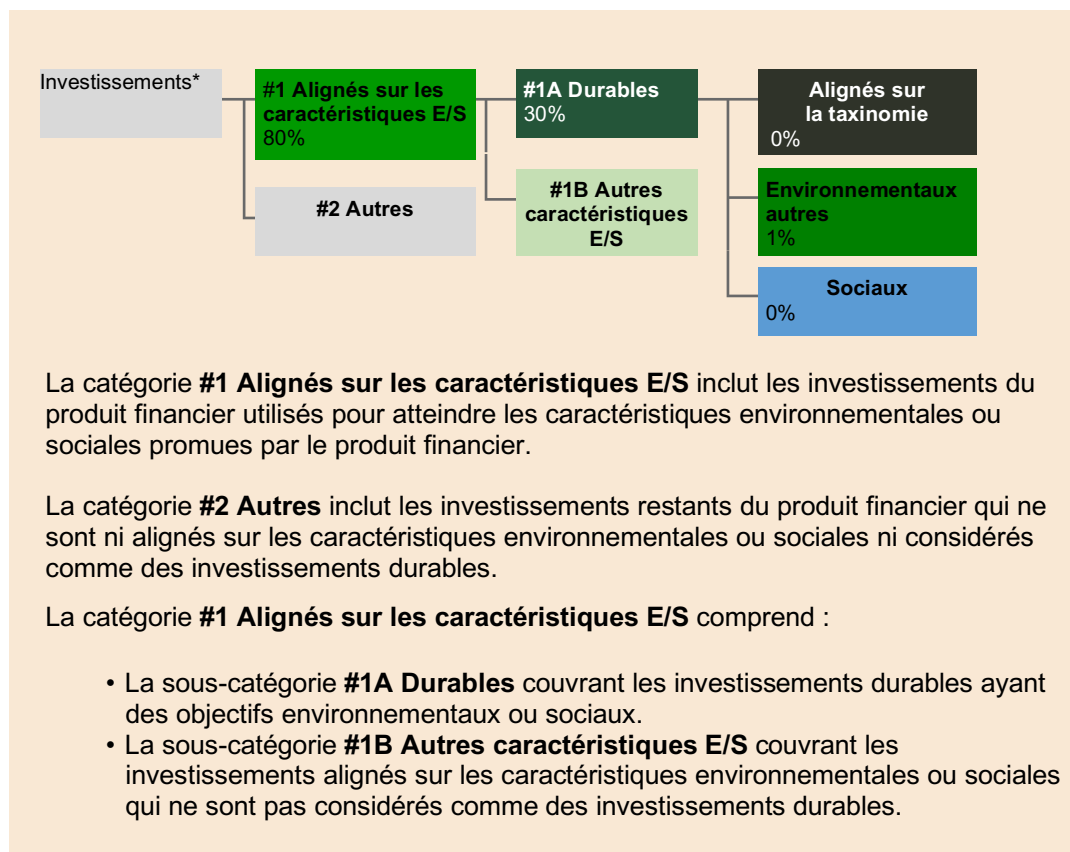 Investissements*
#1 Alignés sur les
caractéristiques E/S
80%
#2 Autres
#1A Durables
30%
#1B Autres
caractéristiques
E/S
Alignés sur
la taxinomie
0%
Environnementaux
autres
1%
Sociaux
0%
La catégorie #1 Alignés sur les caractéristiques E/S inclut les investissements du
produit financier utilisés pour atteindre les caractéristiques environnementales ou
sociales promues par le produit financier.
La catégorie #2 Autres inclut les investissements restants du produit financier qui ne
sont ni alignés sur les caractéristiques environnementales ou sociales ni considérés
comme des investissements durables.
La catégorie #1 Alignés sur les caractéristiques E/S comprend :
• La sous-catégorie #1A Durables couvrant les investissements durables ayant
des objectifs environnementaux ou sociaux.
• La sous-catégorie #1B Autres caractéristiques E/S couvrant les
investissements alignés sur les caractéristiques environnementales ou sociales
qui ne sont pas considérés comme des investissements durables.